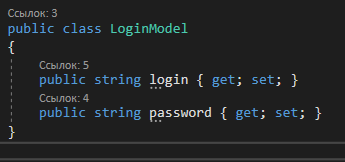 Ссылок: 3
public class LoginModel
{
Ссылок: 5
public string login { get; set; }
Ссылок: 4
public string password { get; set; }
}